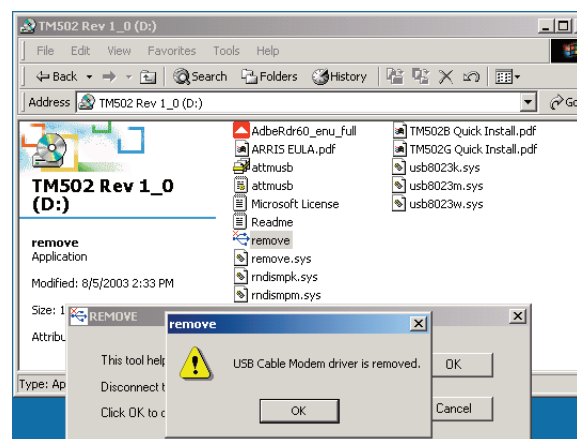 TM502 Rev 1_0 (D:)
File Edit View Favorites Tools Help
Back Search Folders History
Address TM502 Rev 1_0 (D:) Go
TM502 Rev 1_0
(D:)
remove
Application
Modified: 8/5/2003 2:33 PM
Size: 1
Attribu
AdbeRdr60_enu_full
ARRIS EULA.pdf
attmusb
attmusb
Microsoft License
Readme
remove
remove.sys
rndismpk.sys
rndismpm.sys
TM502B Quick Install.pdf
TM502G Quick Install.pdf
usb8023k.sys
usb8023m.sys
usb8023w.sys
Type: Ap
REMOVE
This tool help
Disconnect t
Click OK to c
OK
Cancel
remove
USB Cable Modem driver is removed.
OK